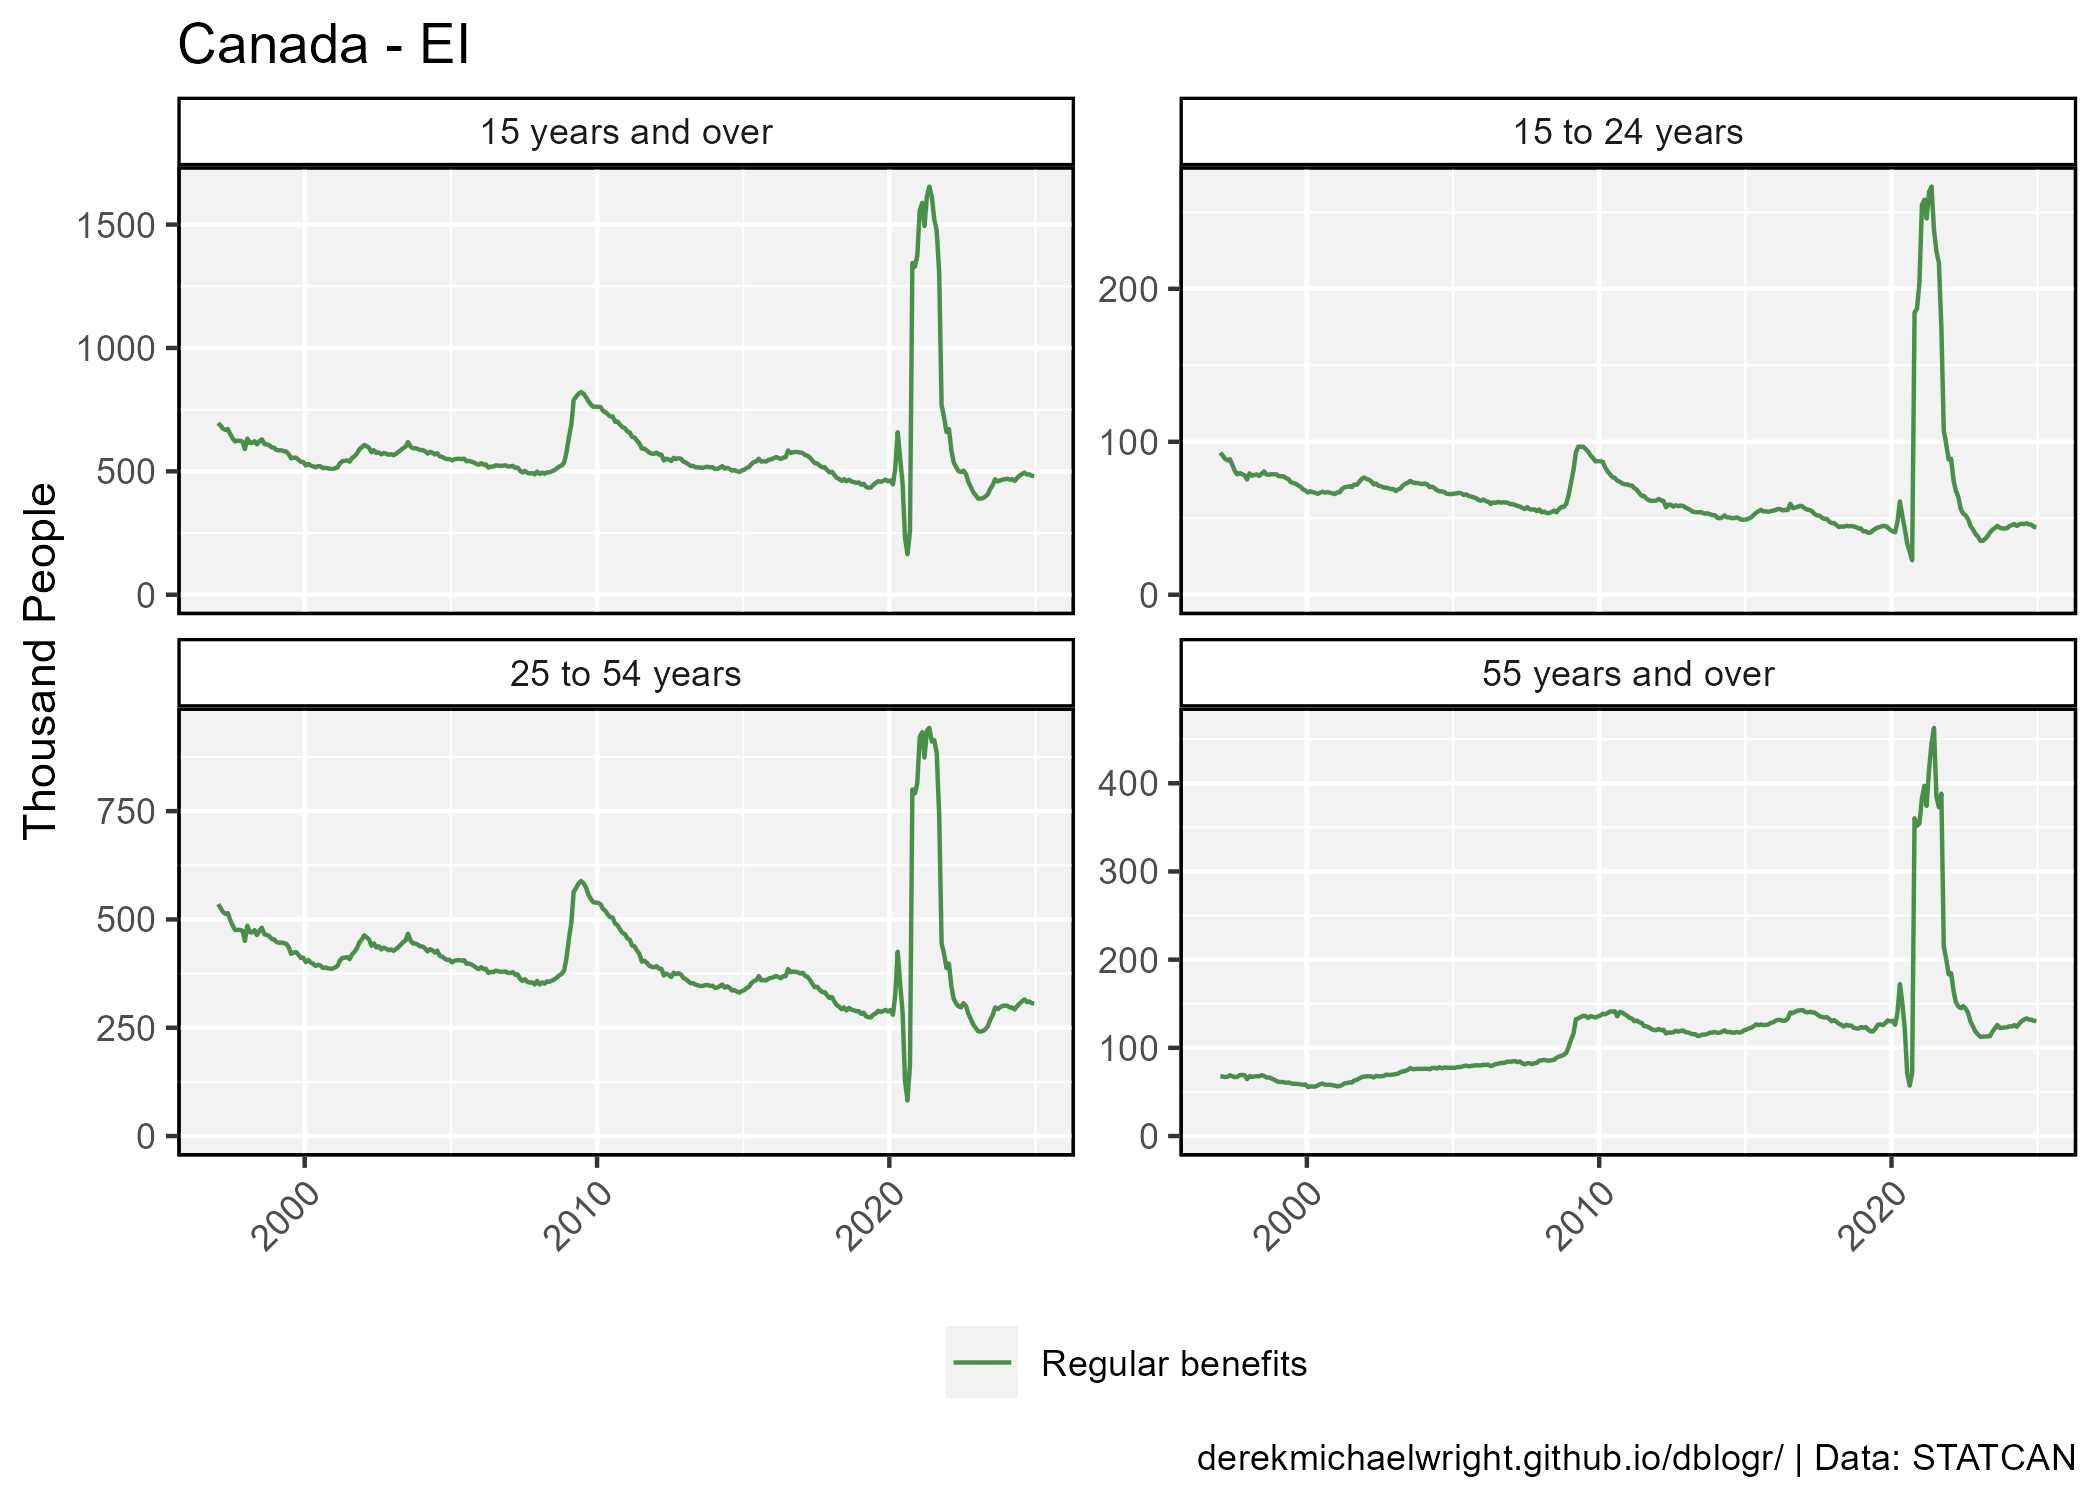 Canada - EI
15 years and over
15 to 24 years
1500
1000
500
0
200
100
0
Thousand People
25 to 54 years
55 years and over
750
500
250
0
400
300
200
100
0
2000
2010
2020
2000
2010
2020
Regular benefits
derekmichaelwright.github.io/dblogr/ | Data: STATCAN